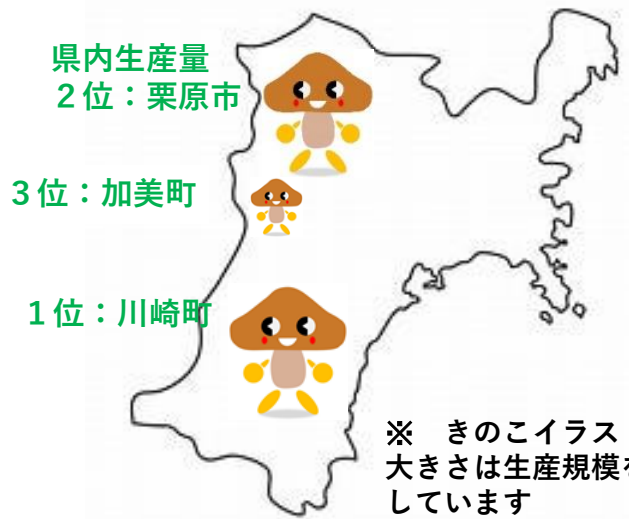 県内生産量
２位：栗原市
３位：加美町
１位：川崎町
※　きのこイラス
大きさは生産規模を
しています